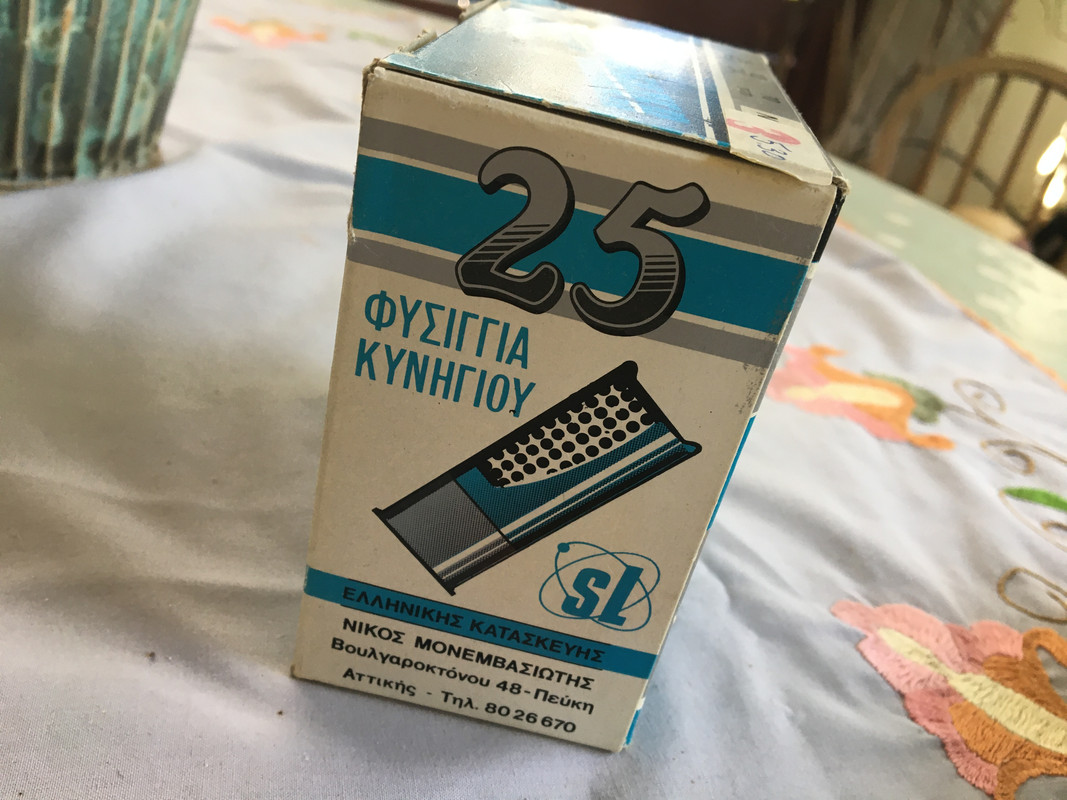 25
ΦΥΣΙΓΓΙΑ
ΚΥΝΗΓΙΟΥ
SL
ΕΛΛΗΝΙΚΗΣ ΚΑΤΑΣΚΕΥΗΣ
ΝΙΚΟΣ ΜΟΝΕΜΒΑΣΙΩΤΗΣ
Βουλγαροκτόνου 48-Πεύκη
Αττικής - Τηλ. 80 26 670